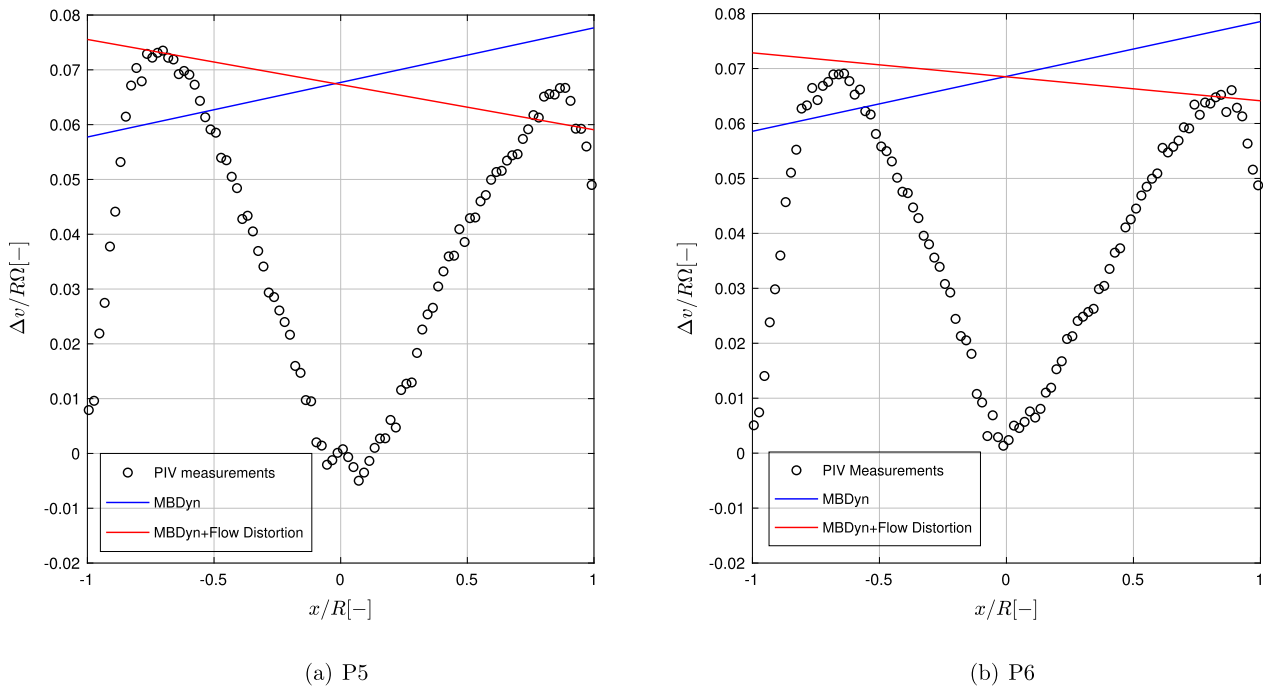 0.08
0.07
0.06
0.05
0.04
0.03
0.02
0.01
0
-0.01
-0.02
Δv/RΩ[−]
PIV measurements
MBDyn
MBDyn+Flow Distortion
-1 -0.5 0 0.5 1
x/R[−]
(a) P5
0.08
0.07
0.06
0.05
0.04
0.03
0.02
0.01
0
-0.01
-0.02
Δv/RΩ[−]
PIV Measurements
MBDyn
MBDyn+Flow Distortion
-1 -0.5 0 0.5 1
x/R[−]
(b) P6